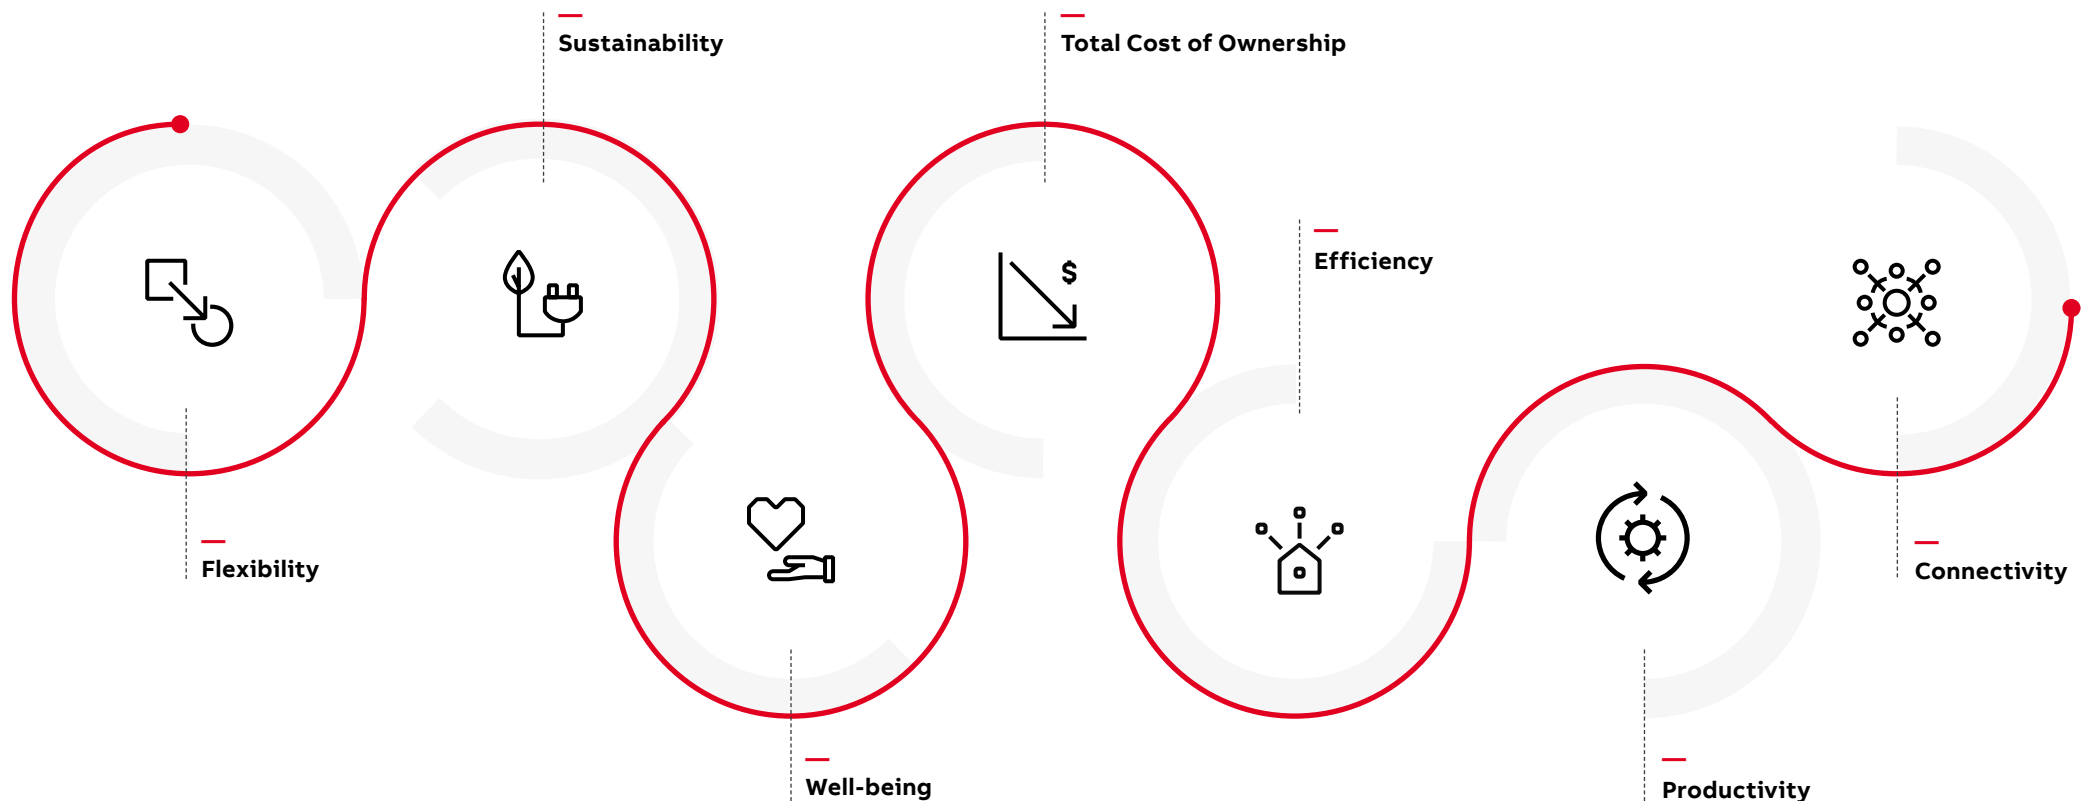 Sustainability
Total Cost of Ownership
$
Efficiency
Flexibility
Connectivity
Well-being
Productivity